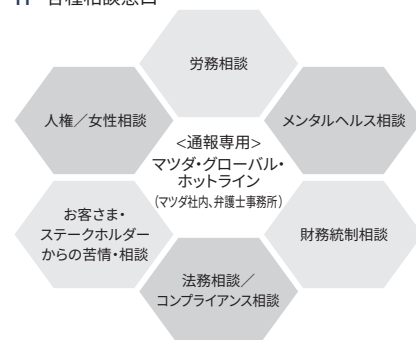 各種相談窓口
労務相談
人権／女性相談
メンタルヘルス相談
<通報専用>
マツダ・グローバル・
ホットライン
(マツダ社内、弁護士事務所)
お客さま・
ステークホルダー
からの苦情・相談
財務統制相談
法務相談／
コンプライアンス相談